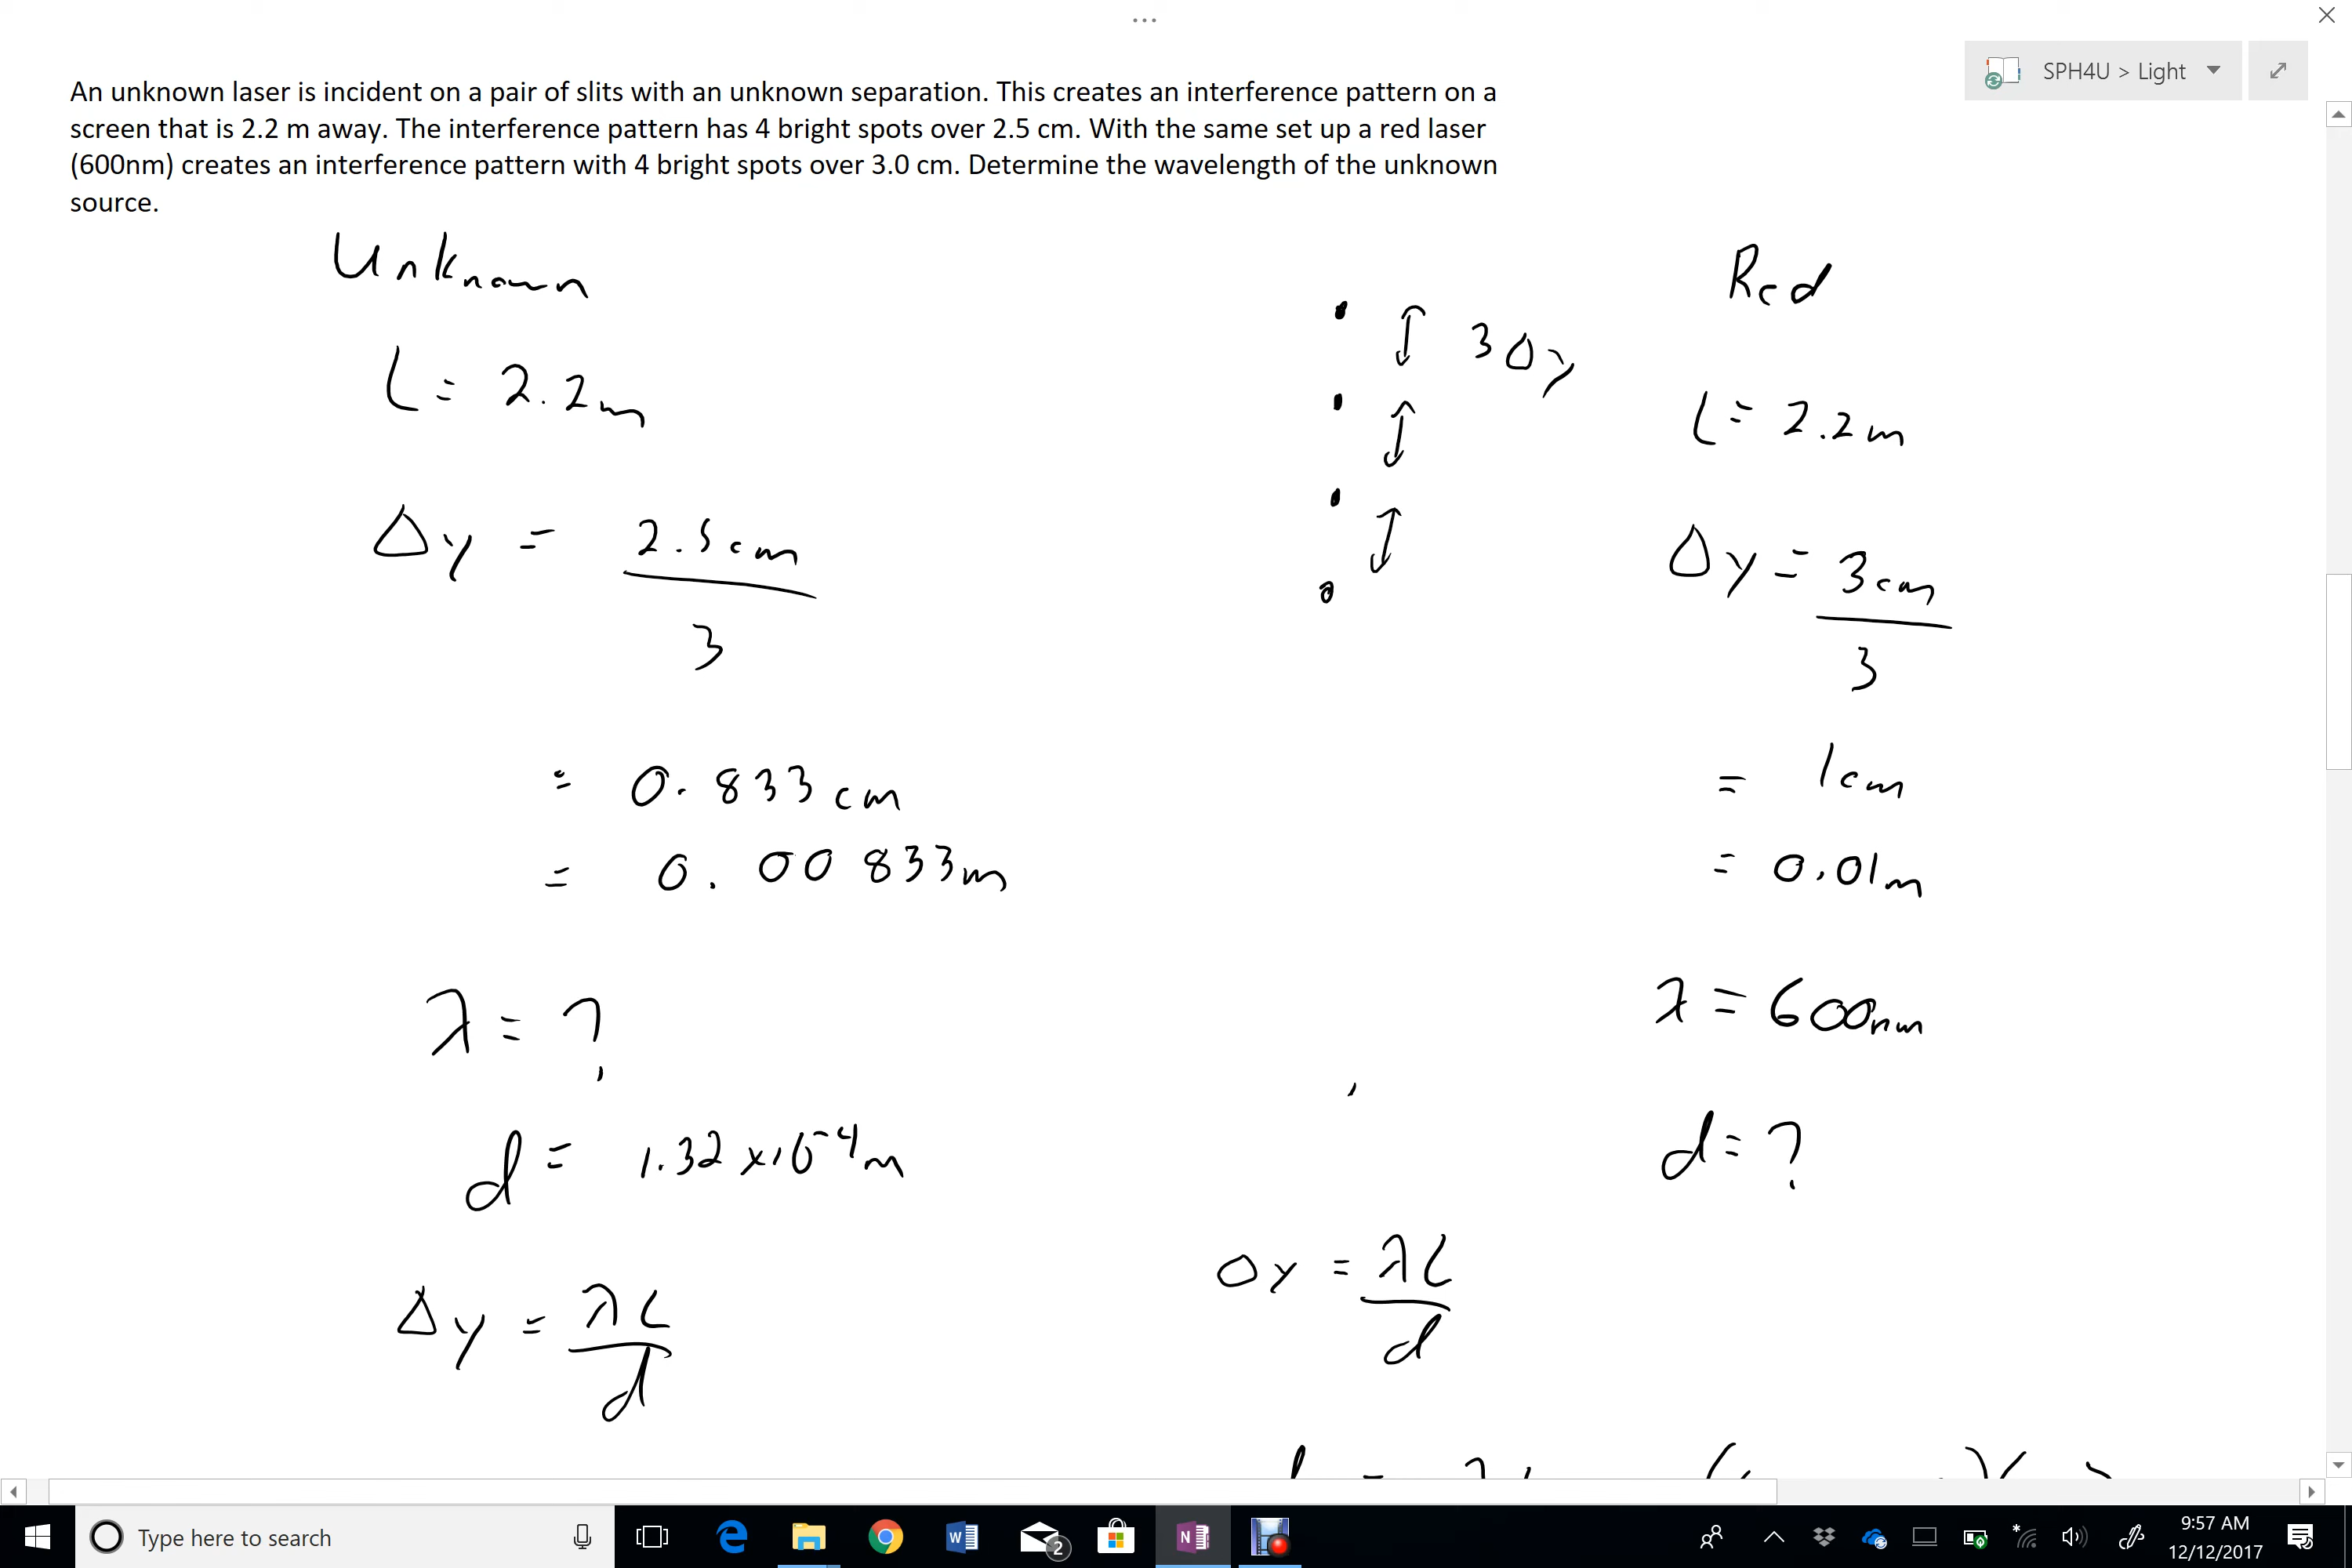 SPH4U > Light
An unknown laser is incident on a pair of slits with an unknown separation. This creates an interference pattern on a
screen that is 2.2 m away. The interference pattern has 4 bright spots over 2.5 cm. With the same set up a red laser
(600nm) creates an interference pattern with 4 bright spots over 3.0 cm. Determine the wavelength of the unknown
source.
Unknown
L = 2.2m
Δy = 2.5cm
3
= 0.833cm
= 0.00833m
λ = ?
d = 1.32 x10⁻⁴m
Δy = λL
d
3Δy
Red
L = 2.2m
Δy = 3cm
3
= 1cm
= 0.01m
λ = 600nm
d = ?
Δy = λL
d
Type here to search
2
9:57 AM
12/12/2017